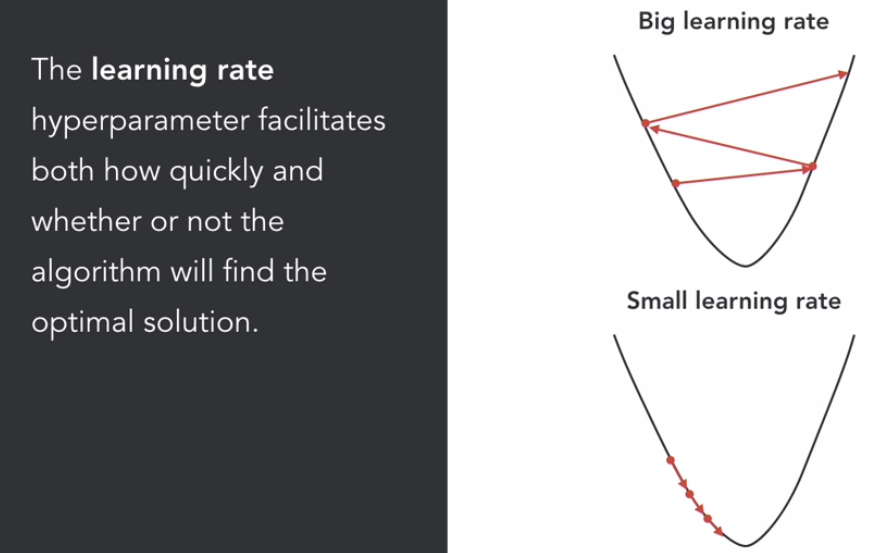 The learning rate
hyperparameter facilitates
both how quickly and
whether or not the
algorithm will find the
optimal solution.
Big learning rate
Small learning rate